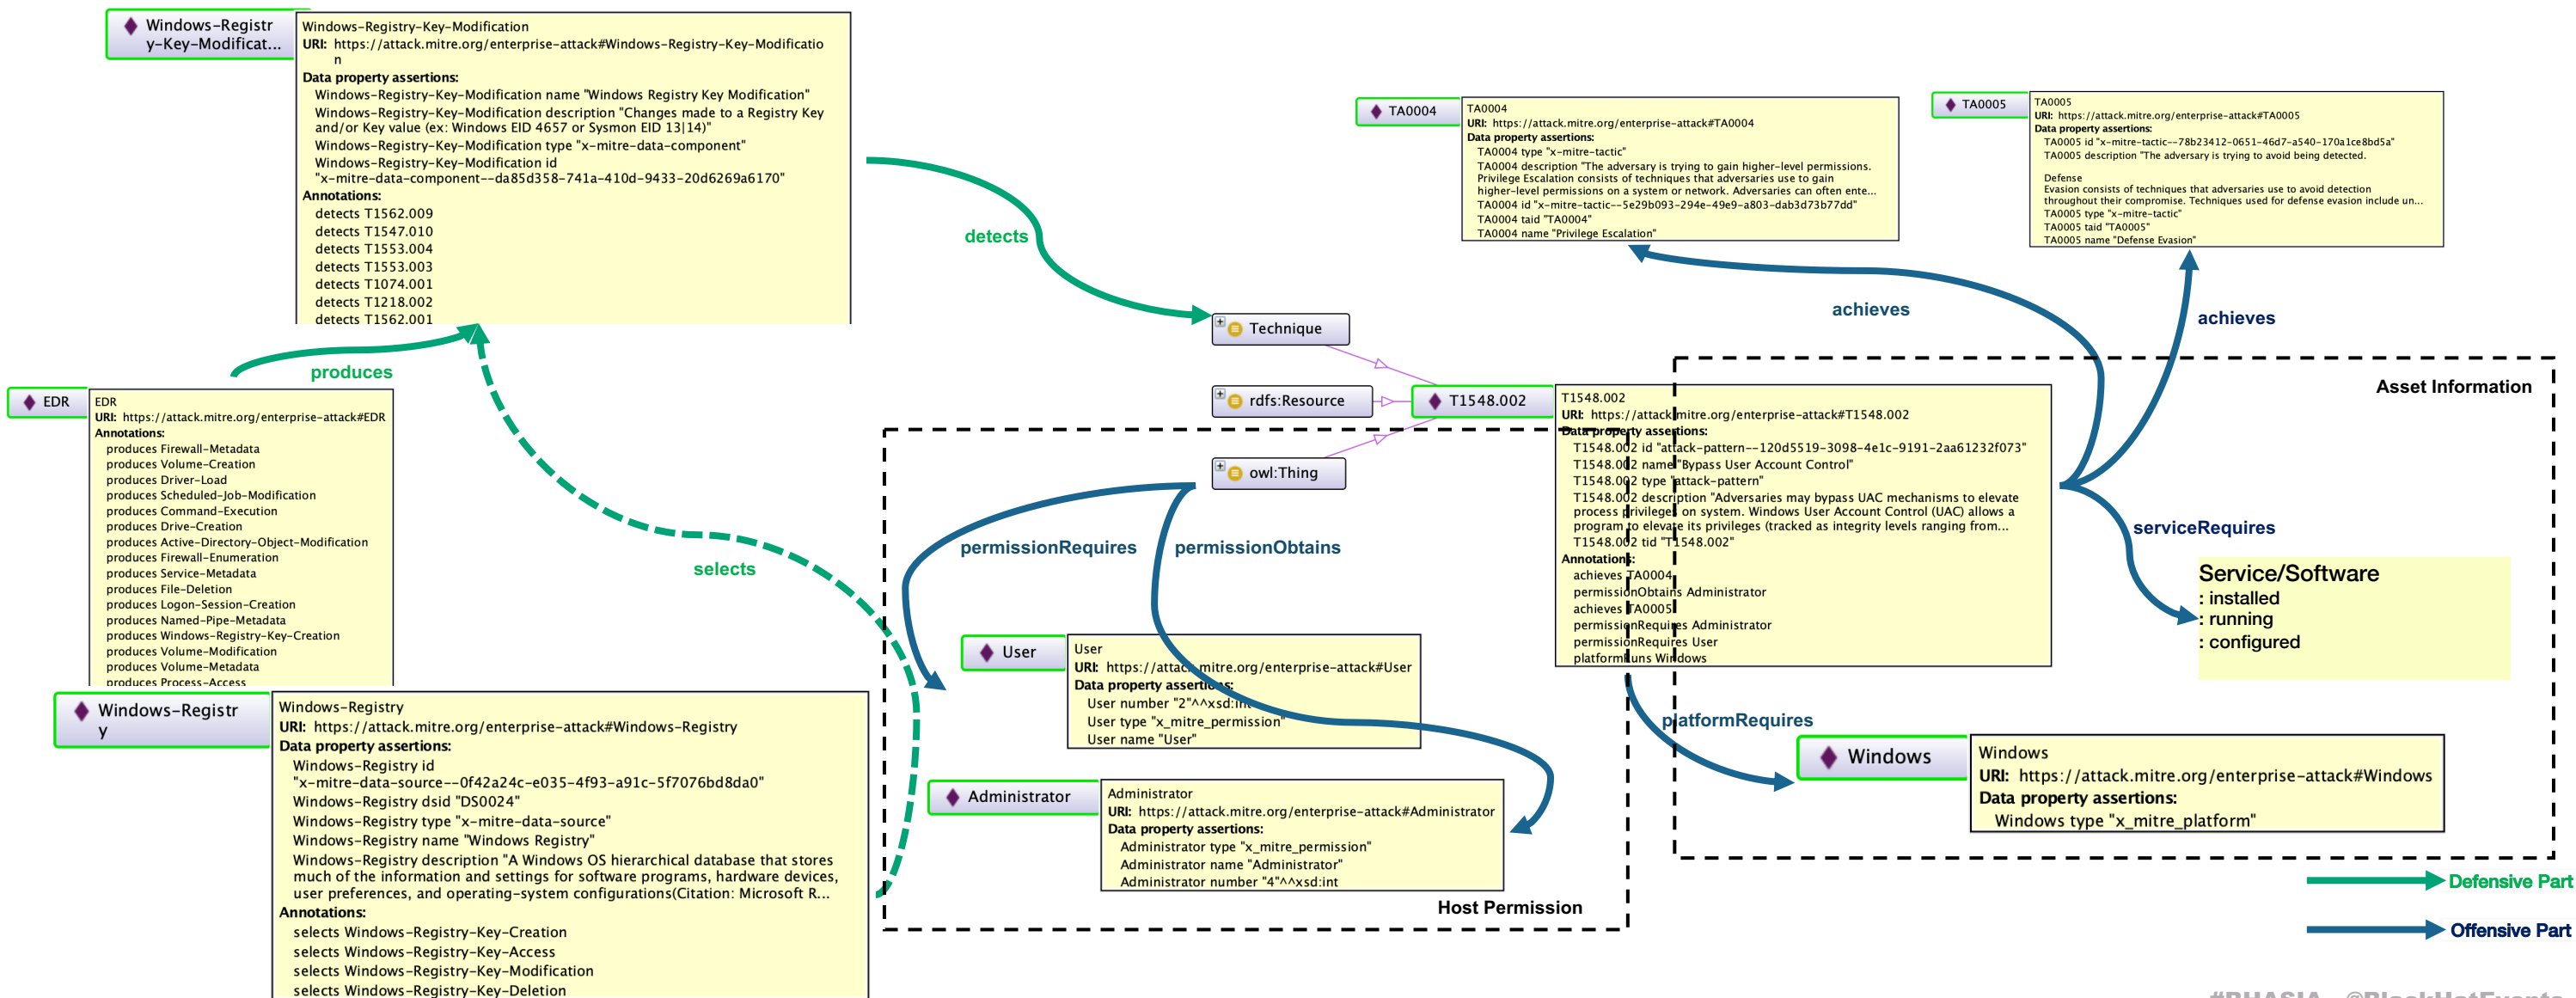 Windows-Registr
y-Key-Modificat...
Windows-Registry-Key-Modification
URI: https://attack.mitre.org/enterprise-attack#Windows-Registry-Key-Modificatio
n
Data property assertions:
Windows-Registry-Key-Modification name "Windows Registry Key Modification"
Windows-Registry-Key-Modification description "Changes made to a Registry Key
and/or Key value (ex: Windows EID 4657 or Sysmon EID 13|14)"
Windows-Registry-Key-Modification type "x-mitre-data-component"
Windows-Registry-Key-Modification id
"x-mitre-data-component--da85d358-741a-410d-9433-20d6269a6170"
Annotations:
detects T1562.009
detects T1547.010
detects T1553.004
detects T1553.003
detects T1074.001
detects T1218.002
detects T1562.001
detects
TA0004
TA0004
URI: https://attack.mitre.org/enterprise-attack#TA0004
Data property assertions:
TA0004 type "x-mitre-tactic"
TA0004 description "The adversary is trying to gain higher-level permissions.
Privilege Escalation consists of techniques that adversaries use to gain
higher-level permissions on a system or network. Adversaries can often ente...
TA0004 id "x-mitre-tactic--5e29b093-294e-49e9-a803-dab3d73b77dd"
TA0004 taid "TA0004"
TA0004 name "Privilege Escalation"
TA0005
TA0005
URI: https://attack.mitre.org/enterprise-attack#TA0005
Data property assertions:
TA0005 id "x-mitre-tactic--78b23412-0651-46d7-a540-170a1ce8bd5a"
TA0005 description "The adversary is trying to avoid being detected.
Defense
Evasion consists of techniques that adversaries use to avoid detection
throughout their compromise. Techniques used for defense evasion include un...
TA0005 type "x-mitre-tactic"
TA0005 taid "TA0005"
TA0005 name "Defense Evasion"
achieves
achieves
produces
Technique
rdfs:Resource
owl:Thing
T1548.002
T1548.002
URI: https://attack.mitre.org/enterprise-attack#T1548.002
Data property assertions:
T1548.002 id "attack-pattern--120d5519-3098-4e1c-9191-2aa61232f073"
T1548.002 name "Bypass User Account Control"
T1548.002 type "attack-pattern"
T1548.002 description "Adversaries may bypass UAC mechanisms to elevate
process privileges on system. Windows User Account Control (UAC) allows a
program to elevate its privileges (tracked as integrity levels ranging from...
T1548.002 tid "T1548.002"
Annotations:
achieves TA0004
permissionObtains Administrator
achieves TA0005
permissionRequires Administrator
permissionRequires User
platformRuns Windows
Asset Information
EDR
EDR
URI: https://attack.mitre.org/enterprise-attack#EDR
Annotations:
produces Firewall-Metadata
produces Volume-Creation
produces Driver-Load
produces Scheduled-Job-Modification
produces Command-Execution
produces Drive-Creation
produces Active-Directory-Object-Modification
produces Firewall-Enumeration
produces Service-Metadata
produces File-Deletion
produces Logon-Session-Creation
produces Named-Pipe-Metadata
produces Windows-Registry-Key-Creation
produces Volume-Modification
produces Volume-Metadata
produces Process-Access
selects
permissionRequires
permissionObtains
serviceRequires
Service/Software
: installed
: running
: configured
User
User
URI: https://attack.mitre.org/enterprise-attack#User
Data property assertions:
User number "2"^^xsd:int
User type "x_mitre_permission"
User name "User"
platformRequires
Windows
Windows
URI: https://attack.mitre.org/enterprise-attack#Windows
Data property assertions:
Windows type "x_mitre_platform"
Windows-Registr
y
Windows-Registry
URI: https://attack.mitre.org/enterprise-attack#Windows-Registry
Data property assertions:
Windows-Registry id
"x-mitre-data-source--0f42a24c-e035-4f93-a91c-5f7076bd8da0"
Windows-Registry dsid "DS0024"
Windows-Registry type "x-mitre-data-source"
Windows-Registry name "Windows Registry"
Windows-Registry description "A Windows OS hierarchical database that stores
much of the information and settings for software programs, hardware devices,
user preferences, and operating-system configurations(Citation: Microsoft R...
Annotations:
selects Windows-Registry-Key-Creation
selects Windows-Registry-Key-Access
selects Windows-Registry-Key-Modification
selects Windows-Registry-Key-Deletion
Administrator
Administrator
URI: https://attack.mitre.org/enterprise-attack#Administrator
Data property assertions:
Administrator type "x_mitre_permission"
Administrator name "Administrator"
Administrator number "4"^^xsd:int
Host Permission
Defensive Part
Offensive Part
#BHASIA @BlackHatEvents